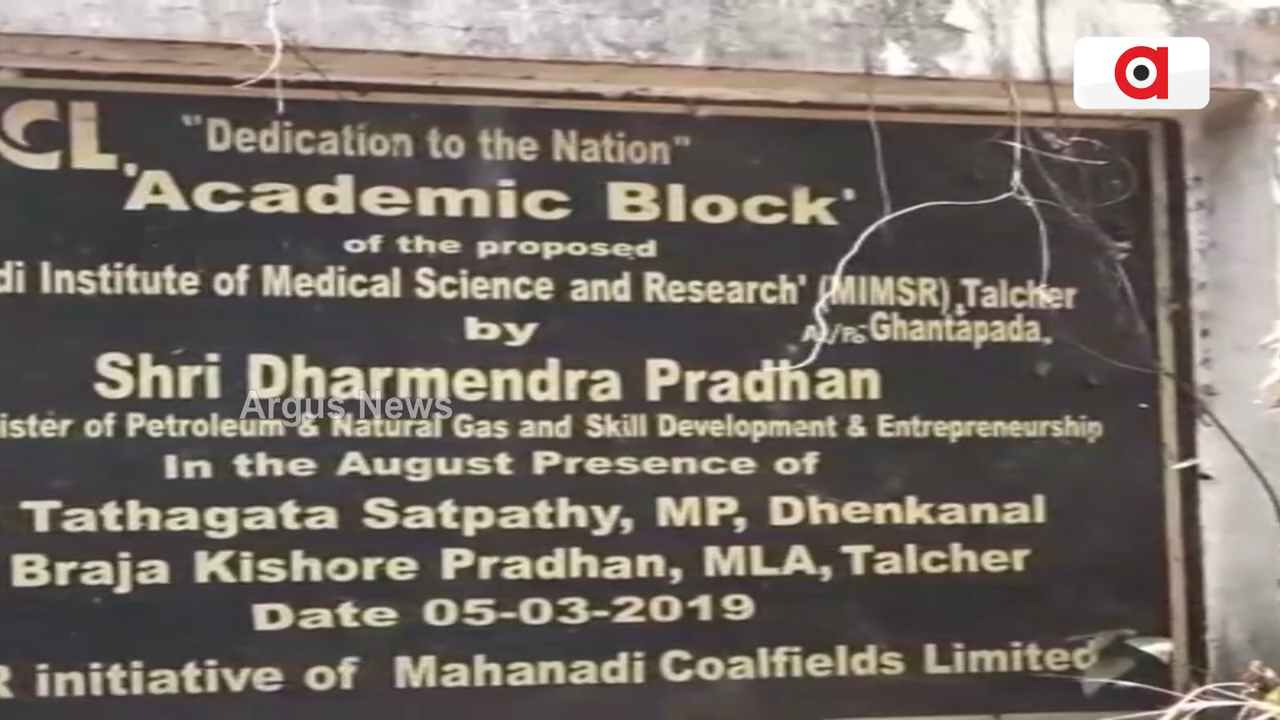 CL
"Dedication to the Nation"
'Academic Block'
of the proposed
di Institute of Medical Science and Research' (MIMSR), Talcher
by
At/Po-Ghantapada,
Shri Dharmendra Pradhan
Argus News
ister of Petroleum & Natural Gas and Skill Development & Entrepreneurship
In the August Presence of
Tathagata Satpathy, MP, Dhenkanal
Braja Kishore Pradhan, MLA, Talcher
Date 05-03-2019
R initiative of Mahanadi Coalfields Limited